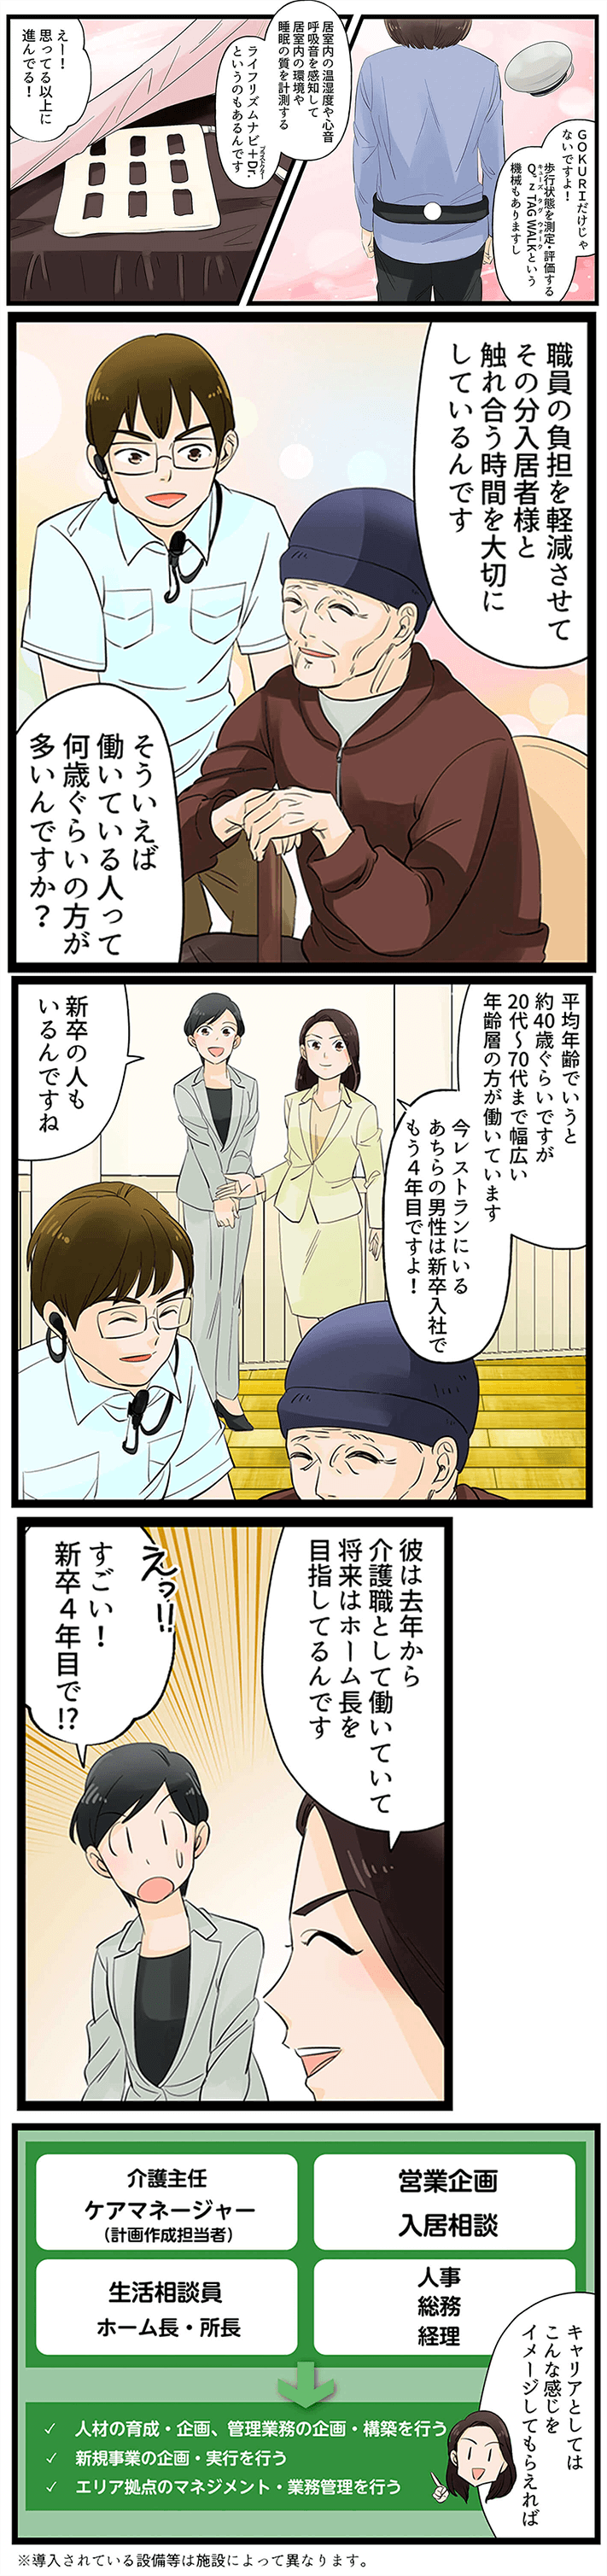 ＧＯＫＵＲＩだけじゃ
ないですよ！
歩行状態を測定・評価する
Q'z TAG WALKという
キューズ タグ ウォーク
機械もありますし
居室内の温湿度や心音
呼吸音を感知して
居室内の環境や
睡眠の質を計測する
ライフリズムナビ＋Dr.
プラスドクター
というのもあるんです
えー！
思ってる以上に
進んでる！
職員の負担を軽減させて
その分入居者様と
触れ合う時間を大切に
しているんです
そういえば
働いている人って
何歳ぐらいの方が
多いんですか？
平均年齢でいうと
約40歳ぐらいですが
20代〜70代まで幅広い
年齢層の方が働いています
今レストランにいる
あちらの男性は新卒入社で
もう４年目ですよ！
新卒の人も
いるんですね
彼は去年から
介護職として働いていて
将来はホーム長を
目指してるんです
えっ!!
すごい！
新卒４年目で!?
介護主任
ケアマネージャー
（計画作成担当者）
営業企画
入居相談
生活相談員
ホーム長・所長
人事
総務
経理
キャリアとしては
こんな感じを
イメージしてもらえれば
✓ 人材の育成・企画、管理業務の企画・構築を行う
✓ 新規事業の企画・実行を行う
✓ エリア拠点のマネジメント・業務管理を行う
※導入されている設備等は施設によって異なります。